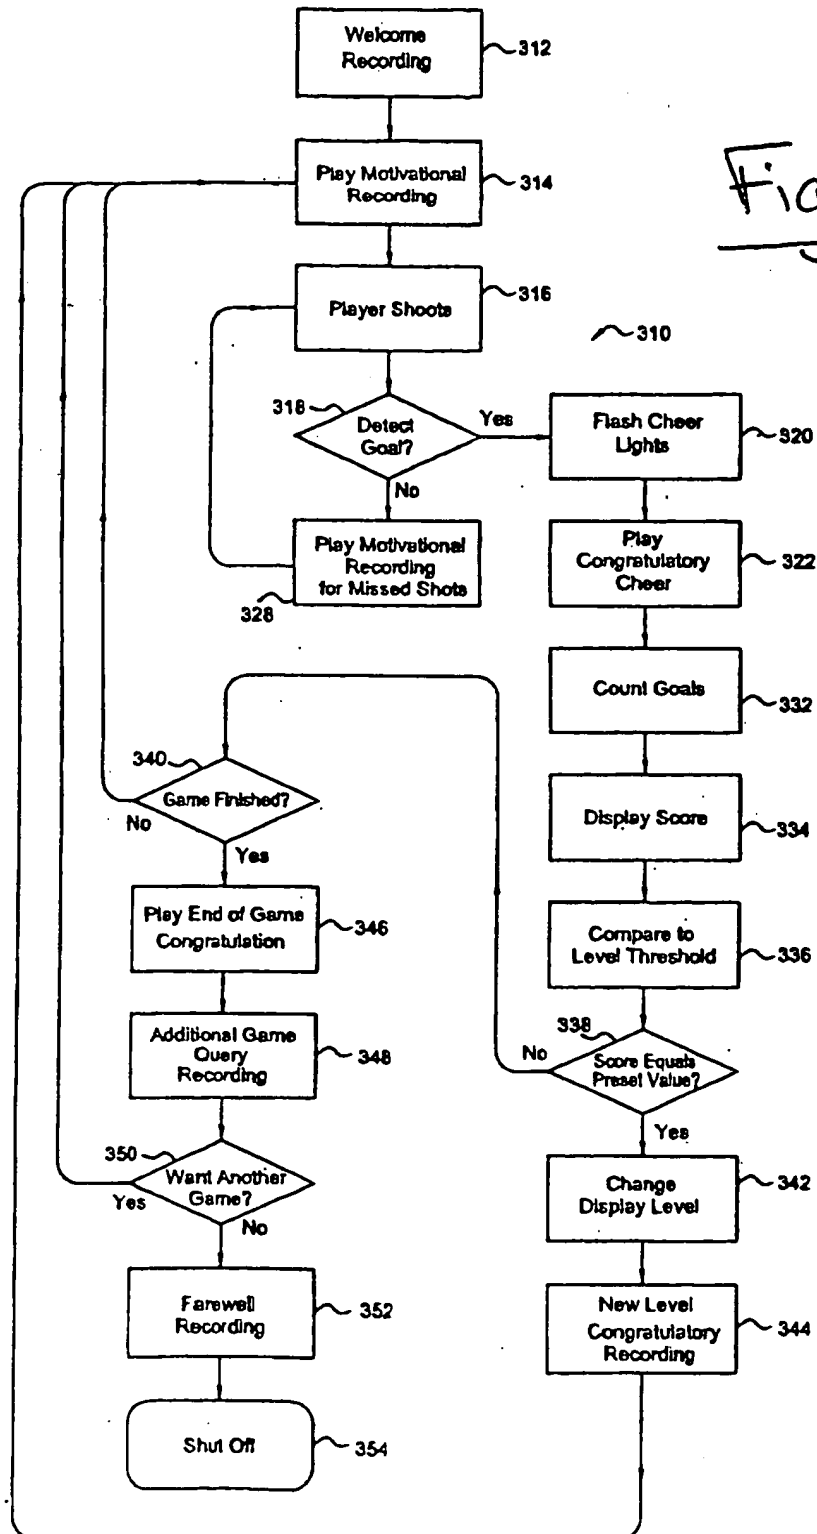 Welcome
Recording
312
Play Motivational
Recording
314
Fig
Player Shoots
316
310
318
Detect
Goal?
Yes
No
Flash Cheer
Lights
320
Play
Congratulatory
Cheer
322
Play Motivational
Recording
for Missed Shots
328
Count Goals
332
340
Game Finished?
No
Yes
Display Score
334
Play End of Game
Congratulation
346
Compare to
Level Threshold
336
Additional Game
Query
Recording
348
338
Score Equals
Preset Value?
No
Yes
350
Want Another
Game?
Yes
No
Change
Display Level
342
Farewell
Recording
352
New Level
Congratulatory
Recording
344
Shut Off
354